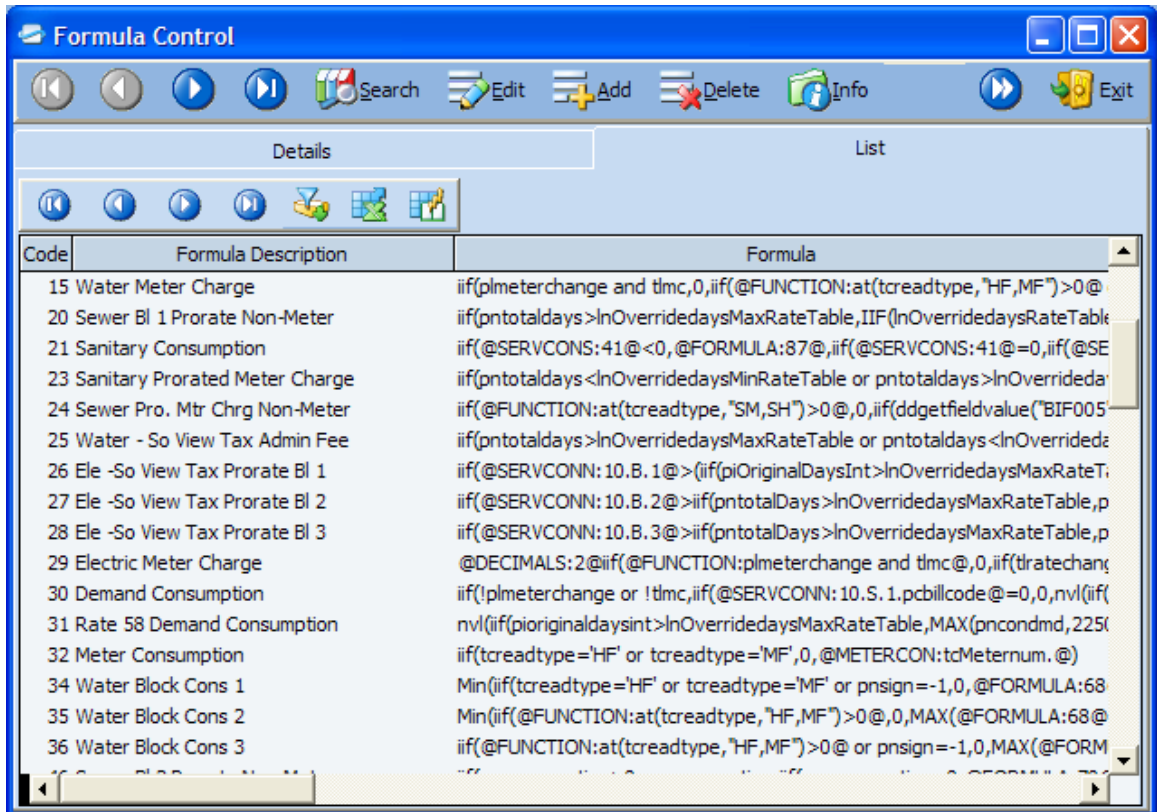 Formula Control
Search Edit Add Delete Info Exit
Details List
Code Formula Description Formula
15 Water Meter Charge iif(plmeterchange and tlmc,0,iif(@FUNCTION:at(tcreadtype,"HF,MF")>0@
20 Sewer Bl 1 Prorate Non-Meter iif(pntotaldays>lnOverridedaysMaxRateTable,IIF(lnOverridedaysRateTable
21 Sanitary Consumption iif(@SERVCONS:41@<0,@FORMULA:87@,iif(@SERVCONS:41@=0,iif(@SE
23 Sanitary Prorated Meter Charge iif(pntotaldays<lnOverridedaysMinRateTable or pntotaldays>lnOverrideda
24 Sewer Pro. Mtr Chrg Non-Meter iif(@FUNCTION:at(tcreadtype,"SM,SH")>0@,0,iif(ddgetfieldvalue("BIF005"
25 Water - So View Tax Admin Fee iif(pntotaldays>lnOverridedaysMaxRateTable or pntotaldays<lnOverrideda
26 Ele -So View Tax Prorate Bl 1 iif(@SERVCONN:10.B.1@>(iif(piOriginalDaysInt>lnOverridedaysMaxRateTa
27 Ele -So View Tax Prorate Bl 2 iif(@SERVCONN:10.B.2@>iif(pntotalDays>lnOverridedaysMaxRateTable,p
28 Ele -So View Tax Prorate Bl 3 iif(@SERVCONN:10.B.3@>iif(pntotalDays>lnOverridedaysMaxRateTable,p
29 Electric Meter Charge @DECIMALS:2@iif(@FUNCTION:plmeterchange and tlmc@,0,iif(tlratechang
30 Demand Consumption iif(!plmeterchange or !tlmc,iif(@SERVCONN:10.S.1.pcbillcode@=0,0,nvl(iif(
31 Rate 58 Demand Consumption nvl(iif(pioriginaldaysint>lnOverridedaysMaxRateTable,MAX(pncondmd,2250
32 Meter Consumption iif(tcreadtype='HF' or tcreadtype='MF',0,@METERCON:tcMeternum.@)
34 Water Block Cons 1 Min(iif(tcreadtype='HF' or tcreadtype='MF' or pnsign=-1,0,@FORMULA:68
35 Water Block Cons 2 Min(iif(@FUNCTION:at(tcreadtype,"HF,MF")>0@,0,MAX(@FORMULA:68@
36 Water Block Cons 3 iif(@FUNCTION:at(tcreadtype,"HF,MF")>0@ or pnsign=-1,0,MAX(@FORM